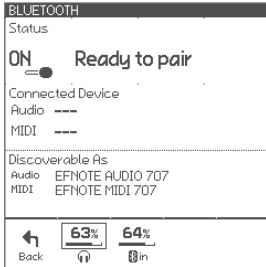 BLUETOOTH
Status
ON Ready to pair
Connected Device
Audio ---
MIDI ---
Discoverable As
Audio EFNOTE AUDIO 707
MIDI EFNOTE MIDI 707
63% 64%
Back in